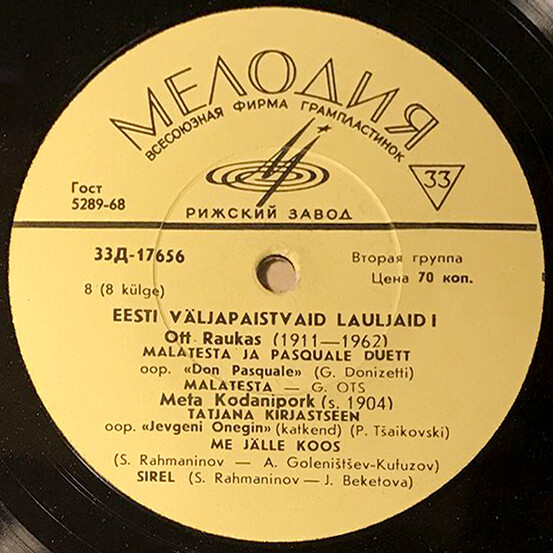 МЕЛОДИЯ
ВСЕСОЮЗНАЯ ФИРМА ГРАМПЛАСТИНОК
Гост
5289-68
33
РИЖСКИЙ ЗАВОД
33Д-17656
Вторая группа
Цена 70 коп.
8 (8 külge)
EESTI VÄLJAPAISTVAID LAULJAID I
Ott Raukas (1911—1962)
MALATESTA JA PASQUALE DUETT
oop. «Don Pasquale» (G. Donizetti)
MALATESTA — G. OTS
Meta Kodanipork (s. 1904)
TATJANA KIRJASTSEEN
oop. «Jevgeni Onegin» (katkend) (P. Tšaikovski)
ME JÄLLE KOOS
(S. Rahmaninov — A. Goleništšev-Kutuzov)
SIREL (S. Rahmaninov — J. Beketova)